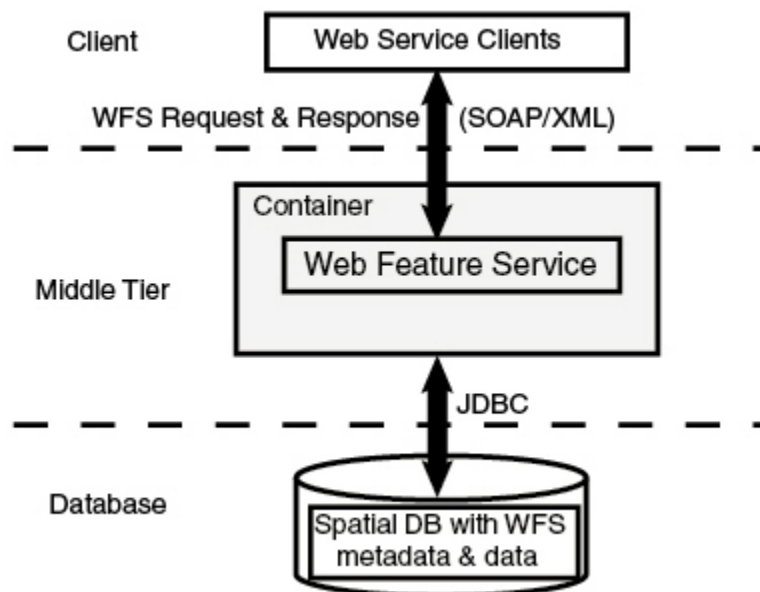 Client
Web Service Clients
WFS Request & Response (SOAP/XML)
Container
Web Feature Service
Middle Tier
JDBC
Database
Spatial DB with WFS
metadata & data